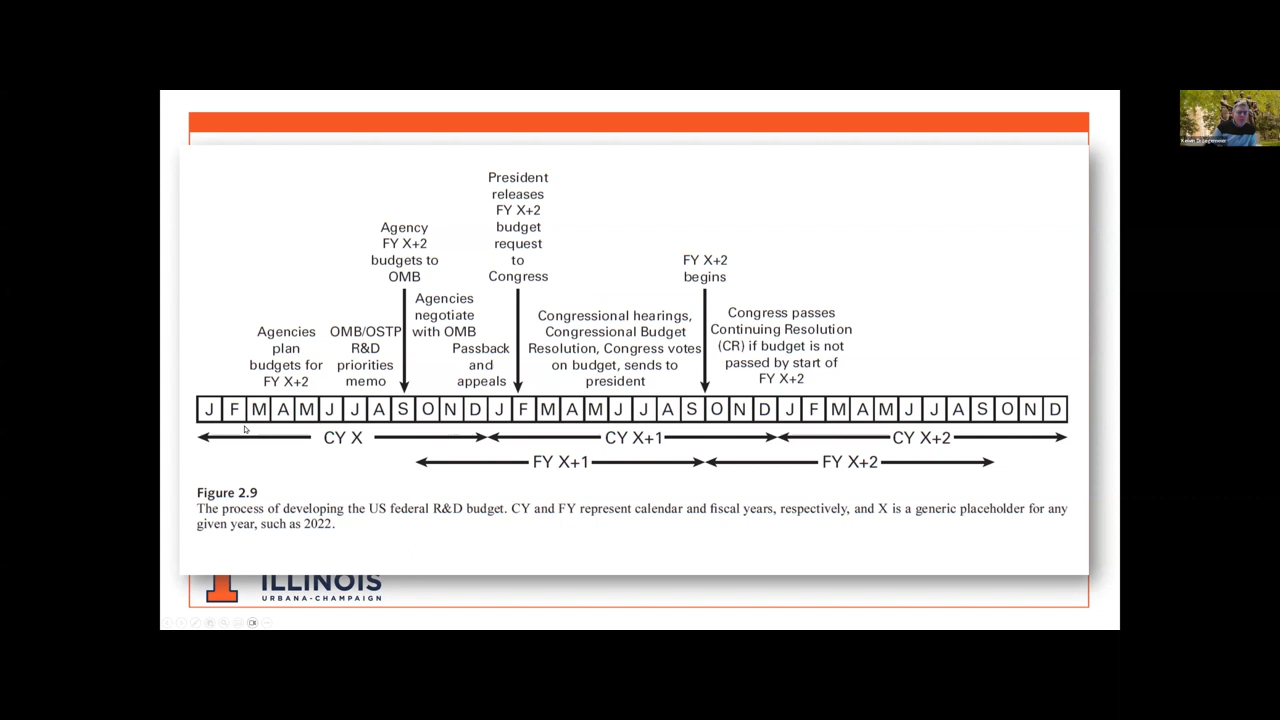 President
releases
FY X+2
budget
request
to
Congress
Agency
FY X+2
budgets to
OMB
FY X+2
begins
Agencies
negotiate
with OMB
Agencies
plan
budgets for
FY X+2
OMB/OSTP
R&D
priorities
memo
Passback
and
appeals
Congressional hearings,
Congressional Budget
Resolution, Congress votes
on budget, sends to
president
Congress passes
Continuing Resolution
(CR) if budget is not
passed by start of
FY X+2
J F M A M J J A S O N D J F M A M J J A S O N D J F M A M J J A S O N D
CY X CY X+1 CY X+2
FY X+1 FY X+2
Figure 2.9
The process of developing the US federal R&D budget. CY and FY represent calendar and fiscal years, respectively, and X is a generic placeholder for any
given year, such as 2022.
ILLINOIS
URBANA-CHAMPAIGN